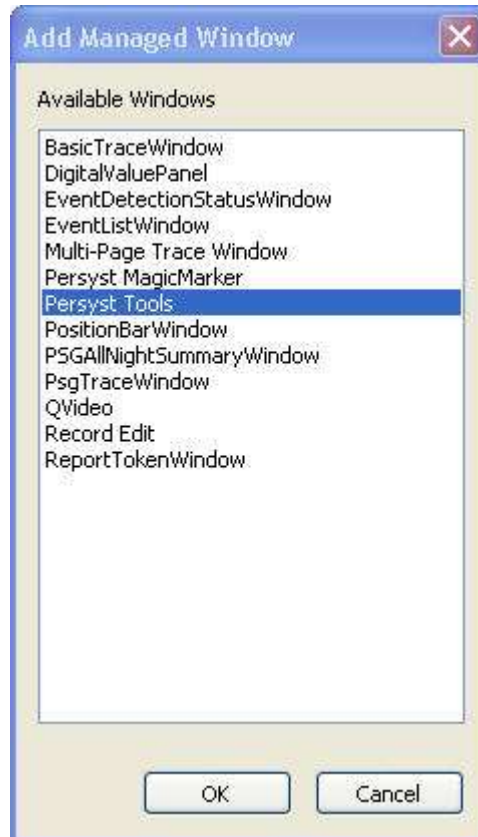 Add Managed Window
Available Windows
BasicTraceWindow
DigitalValuePanel
EventDetectionStatusWindow
EventListWindow
Multi-Page Trace Window
Persyst MagicMarker
Persyst Tools
PositionBarWindow
PSGAllNightSummaryWindow
PsgTraceWindow
QVideo
Record Edit
ReportTokenWindow
OK Cancel